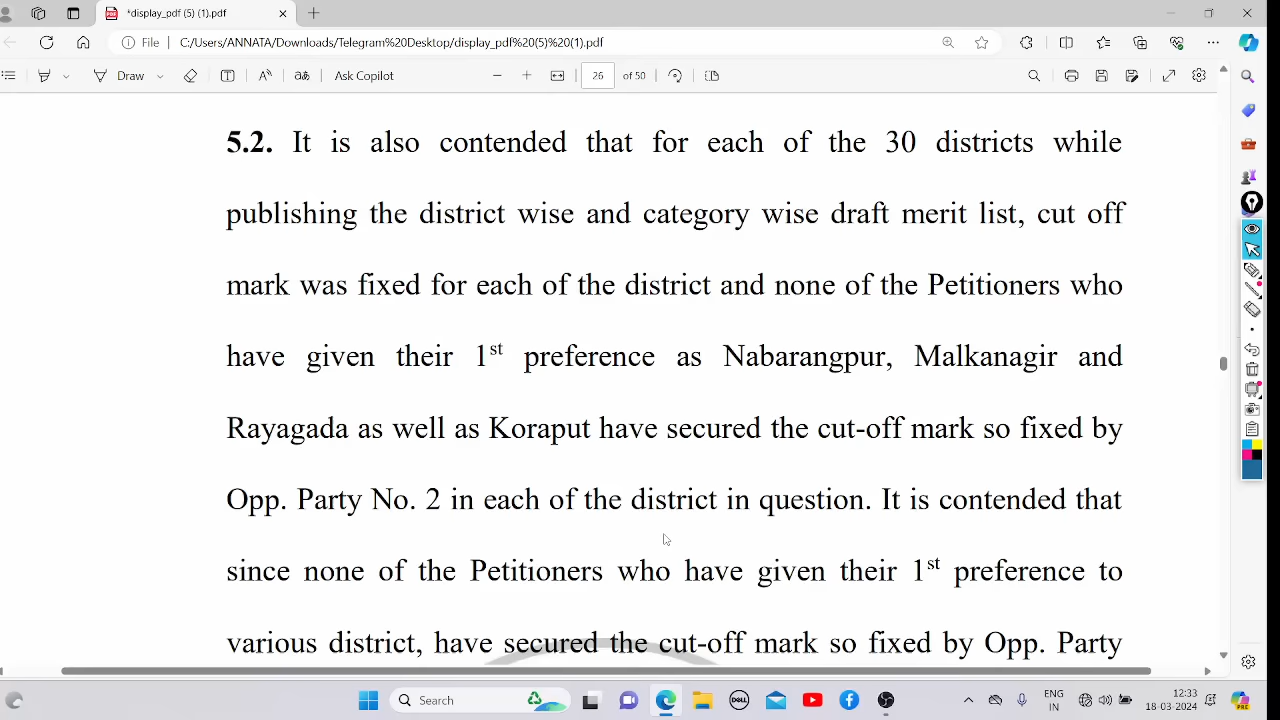 *display_pdf (5) (1).pdf
File C:/Users/ANNATA/Downloads/Telegram%20Desktop/display_pdf%20(5)%20(1).pdf
Draw Ask Copilot 26 of 50
5.2. It is also contended that for each of the 30 districts while
publishing the district wise and category wise draft merit list, cut off
mark was fixed for each of the district and none of the Petitioners who
have given their 1st preference as Nabarangpur, Malkanagir and
Rayagada as well as Koraput have secured the cut-off mark so fixed by
Opp. Party No. 2 in each of the district in question. It is contended that
since none of the Petitioners who have given their 1st preference to
various district, have secured the cut-off mark so fixed by Opp. Party
Search ENG 12:33
IN 18-03-2024